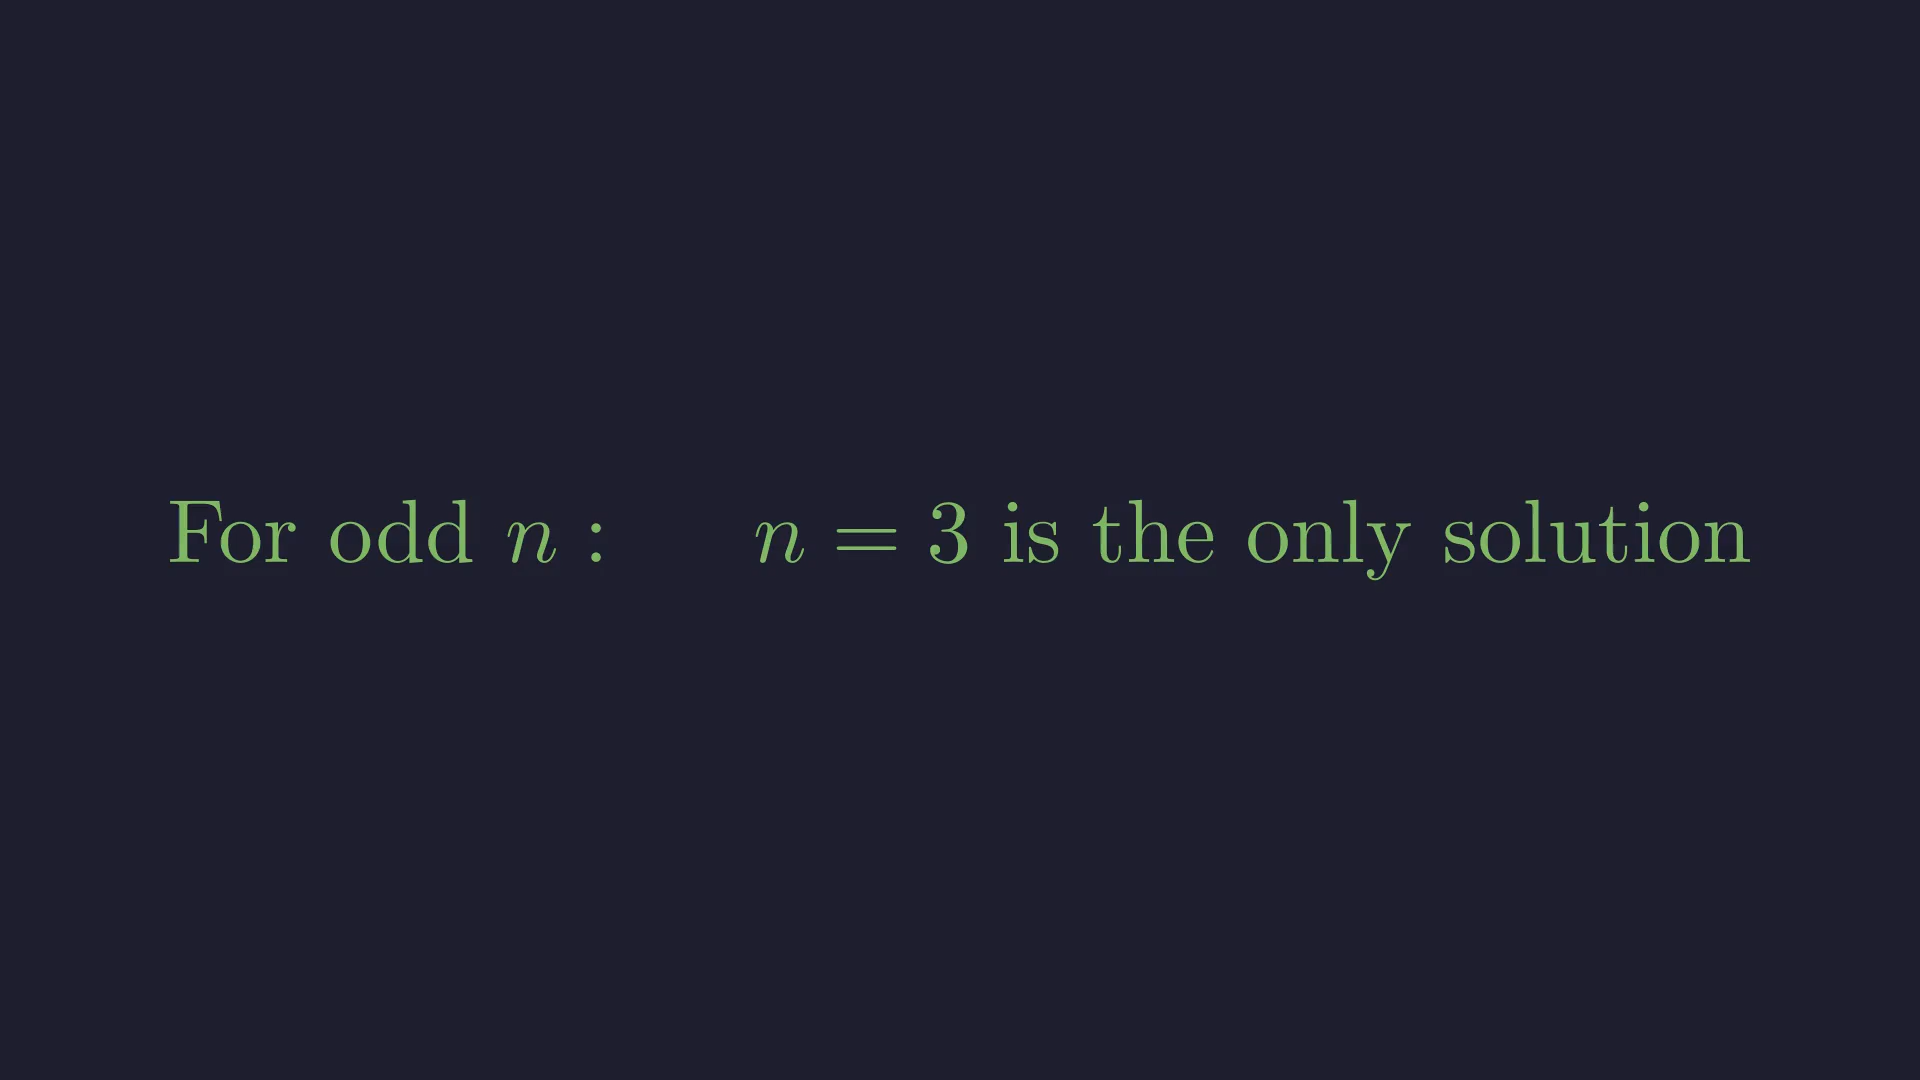 For odd n : n = 3 is the only solution